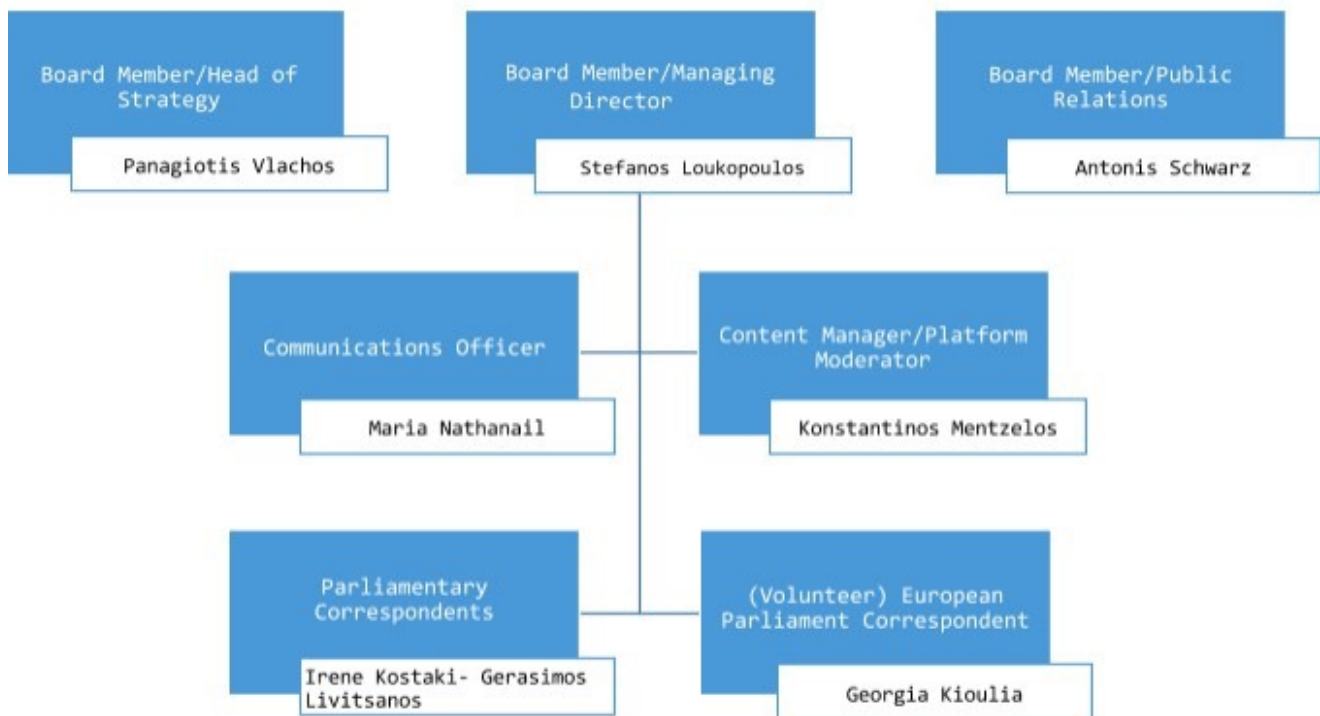 Board Member/Head of
Strategy
Panagiotis Vlachos
Board Member/Managing
Director
Stefanos Loukopoulos
Board Member/Public
Relations
Antonis Schwarz
Communications Officer
Maria Nathanail
Content Manager/Platform
Moderator
Konstantinos Mentzelos
Parliamentary
Correspondents
Irene Kostaki- Gerasimos
Livitsanos
(Volunteer) European
Parliament Correspondent
Georgia Kioulia